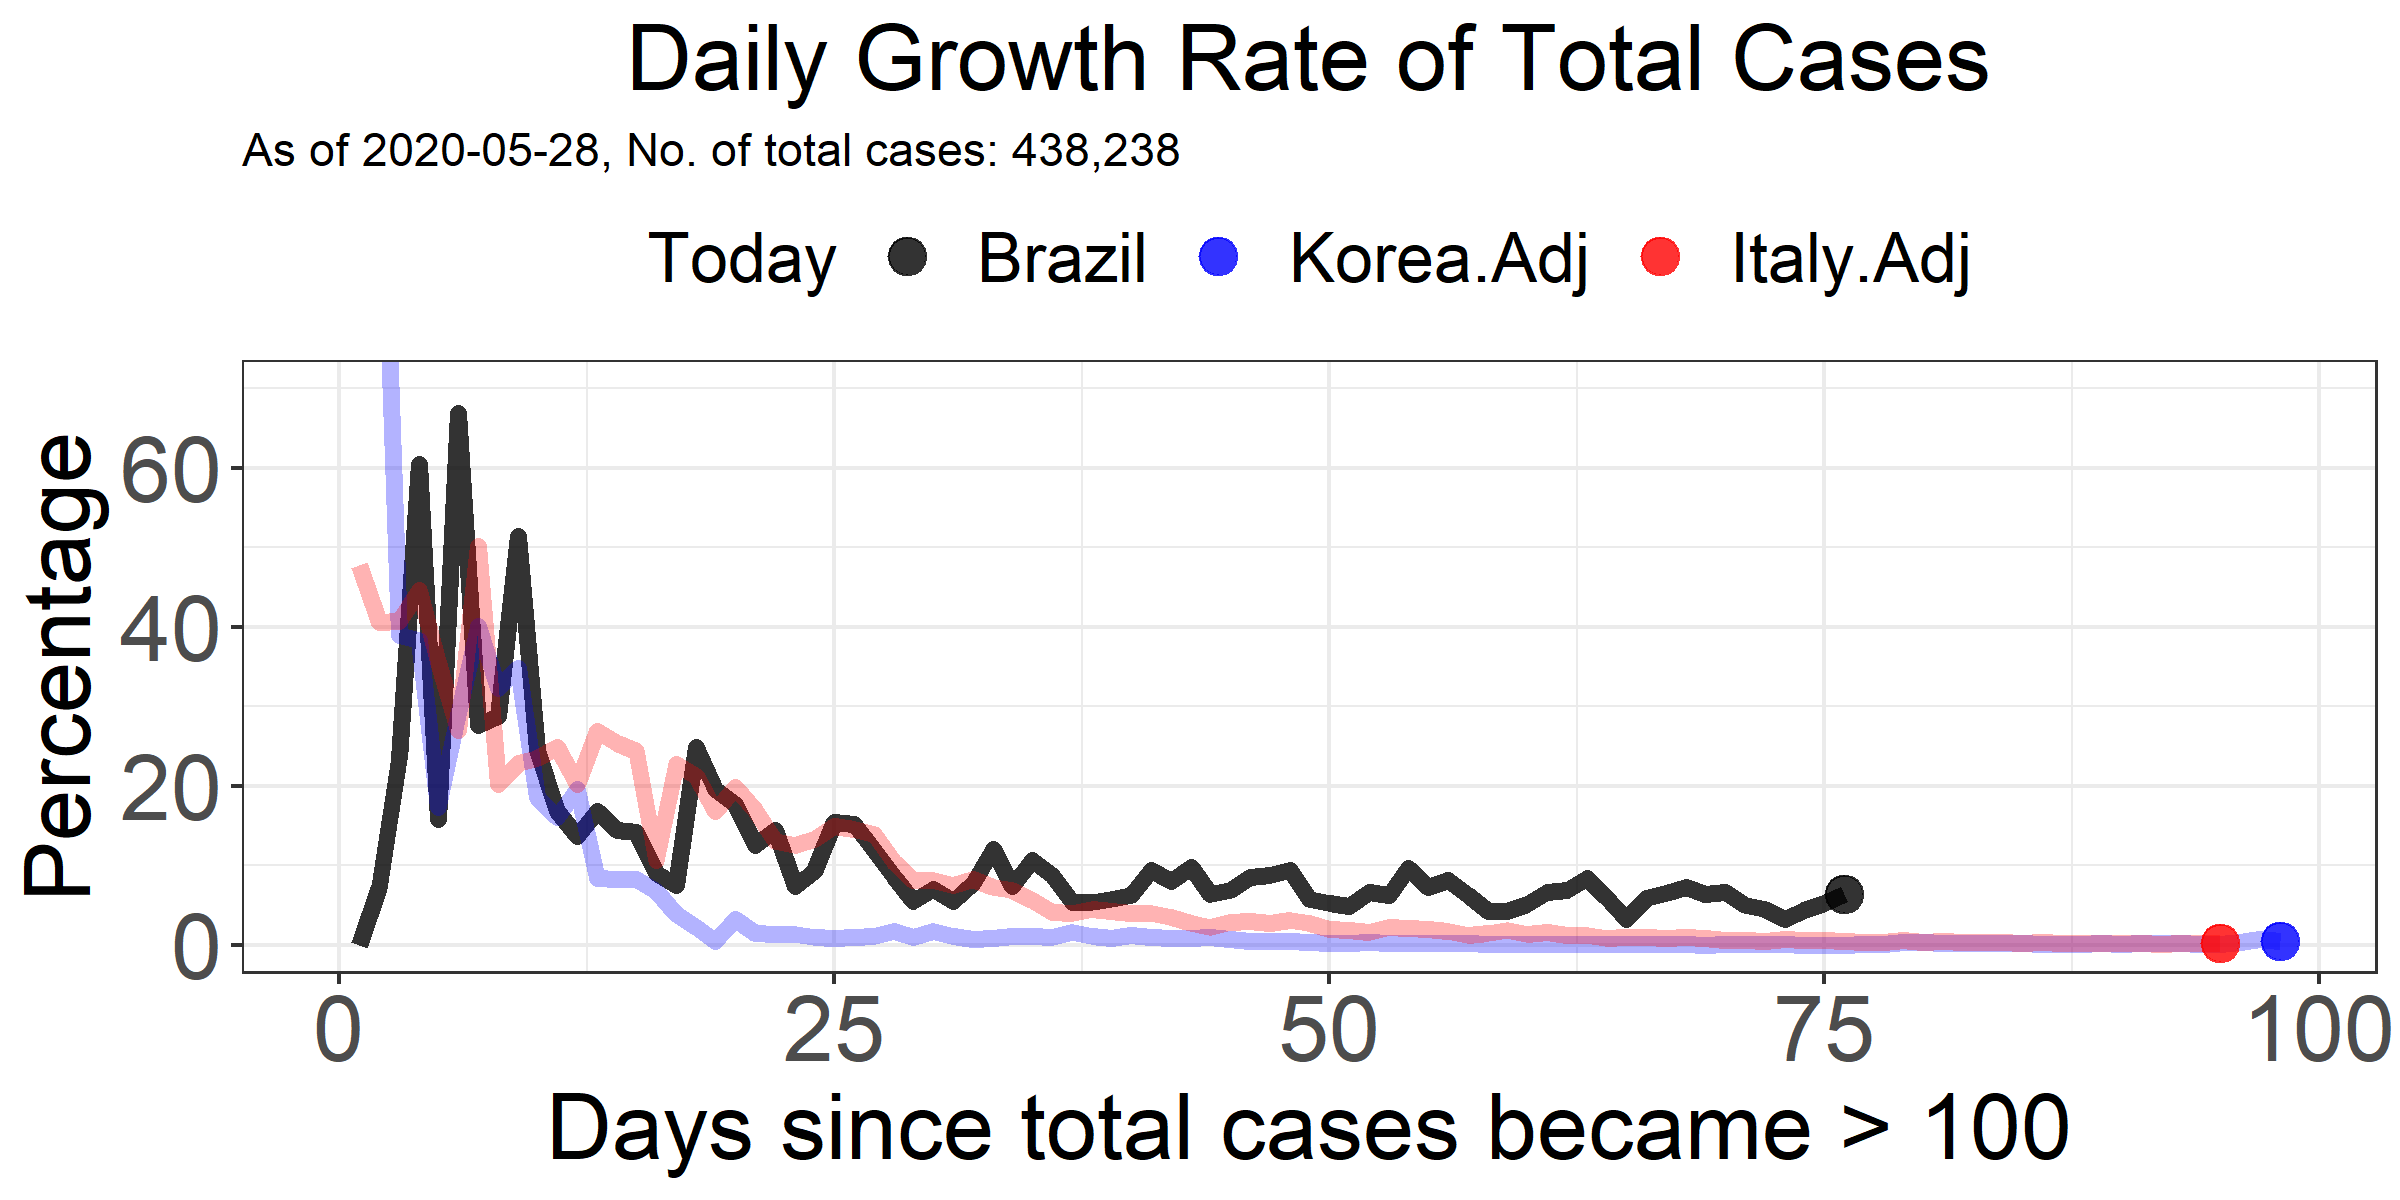 Daily Growth Rate of Total Cases
As of 2020-05-28, No. of total cases: 438,238
Today Brazil Korea.Adj Italy.Adj
Percentage
60
40
20
0
0 25 50 75 100
Days since total cases became > 100